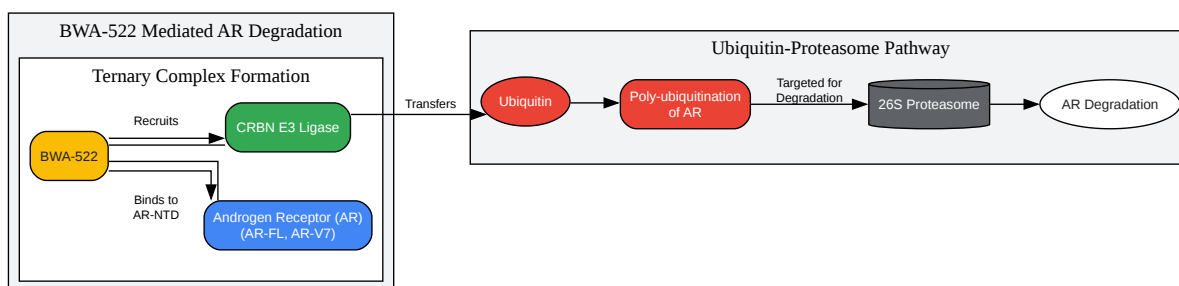 BWA-522 Mediated AR Degradation
Ternary Complex Formation
BWA-522
Recruits
CRBN E3 Ligase
Binds to
AR-NTD
Androgen Receptor (AR)
(AR-FL, AR-V7)
Transfers
Ubiquitin-Proteasome Pathway
Ubiquitin
Poly-ubiquitination
of AR
Targeted for
Degradation
26S Proteasome
AR Degradation